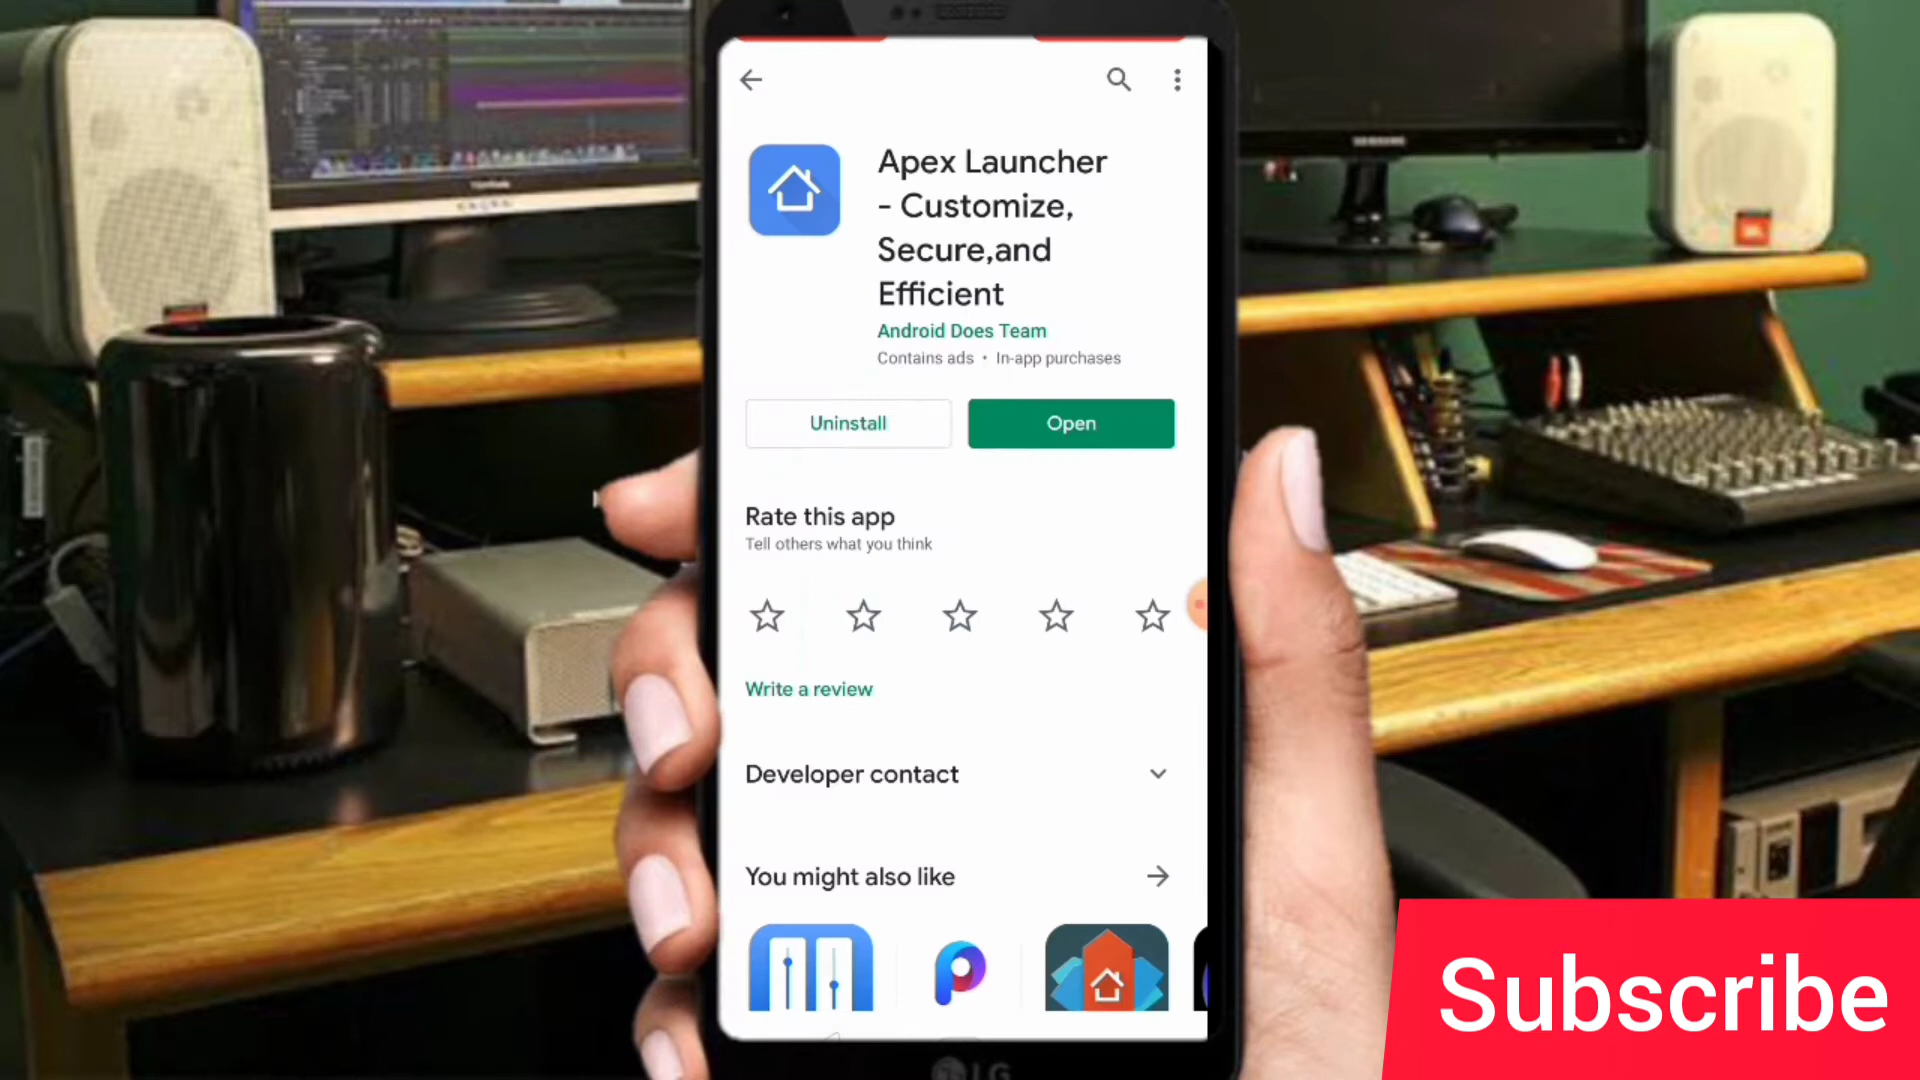 Apex Launcher
- Customize,
Secure,and
Efficient
Android Does Team
Contains ads • In-app purchases
Uninstall
Open
Rate this app
Tell others what you think
Write a review
Developer contact
You might also like
LG
SAMSUNG
Subscribe